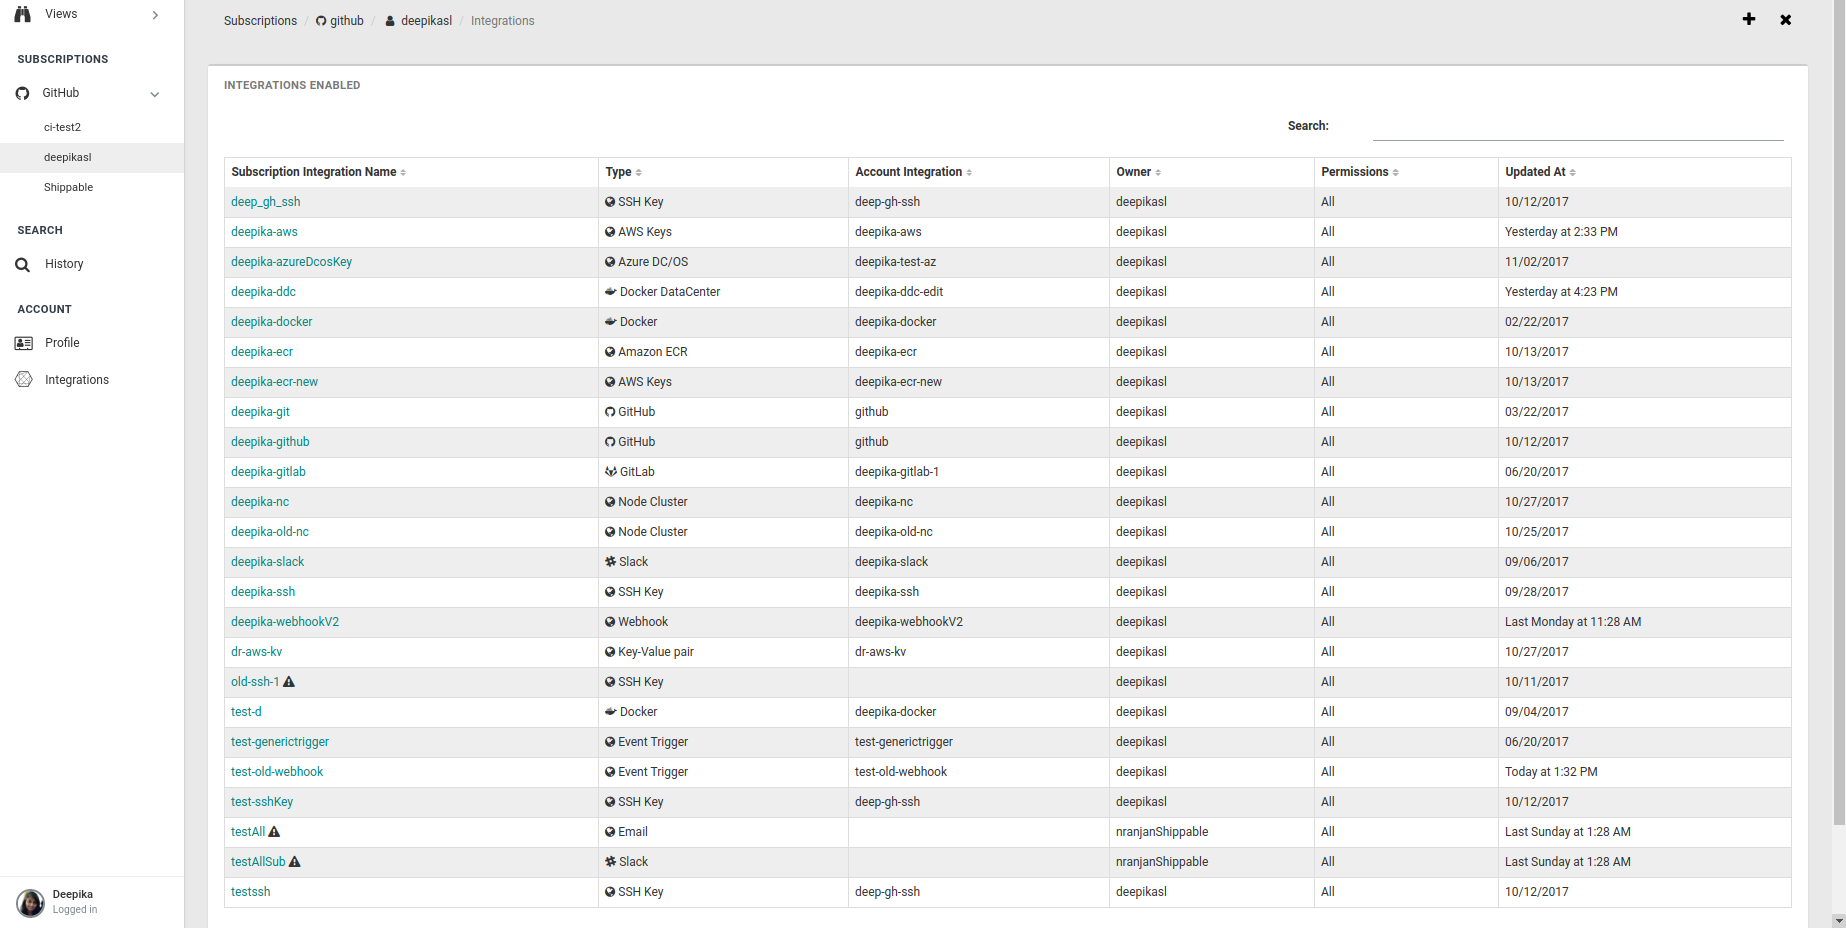 Views
SUBSCRIPTIONS
GitHub
ci-test2
deepikasl
Shippable
SEARCH
History
ACCOUNT
Profile
Integrations
Deepika
Logged in
Subscriptions / github / deepikasl / Integrations
INTEGRATIONS ENABLED
Search:
Subscription Integration Name Type Account Integration Owner Permissions Updated At
deep_gh_ssh SSH Key deep-gh-ssh deepikasl All 10/12/2017
deepika-aws AWS Keys deepika-aws deepikasl All Yesterday at 2:33 PM
deepika-azureDcosKey Azure DC/OS deepika-test-az deepikasl All 11/02/2017
deepika-ddc Docker DataCenter deepika-ddc-edit deepikasl All Yesterday at 4:23 PM
deepika-docker Docker deepika-docker deepikasl All 02/22/2017
deepika-ecr Amazon ECR deepika-ecr deepikasl All 10/13/2017
deepika-ecr-new AWS Keys deepika-ecr-new deepikasl All 10/13/2017
deepika-git GitHub github deepikasl All 03/22/2017
deepika-github GitHub github deepikasl All 10/12/2017
deepika-gitlab GitLab deepika-gitlab-1 deepikasl All 06/20/2017
deepika-nc Node Cluster deepika-nc deepikasl All 10/27/2017
deepika-old-nc Node Cluster deepika-old-nc deepikasl All 10/25/2017
deepika-slack Slack deepika-slack deepikasl All 09/06/2017
deepika-ssh SSH Key deepika-ssh deepikasl All 09/28/2017
deepika-webhookV2 Webhook deepika-webhookV2 deepikasl All Last Monday at 11:28 AM
dr-aws-kv Key-Value pair dr-aws-kv deepikasl All 10/27/2017
old-ssh-1 SSH Key deepikasl All 10/11/2017
test-d Docker deepika-docker deepikasl All 09/04/2017
test-generictrigger Event Trigger test-generictrigger deepikasl All 06/20/2017
test-old-webhook Event Trigger test-old-webhook deepikasl All Today at 1:32 PM
test-sshKey SSH Key deep-gh-ssh deepikasl All 10/12/2017
testAll Email nranjanShippable All Last Sunday at 1:28 AM
testAllSub Slack nranjanShippable All Last Sunday at 1:28 AM
testssh SSH Key deep-gh-ssh deepikasl All 10/12/2017